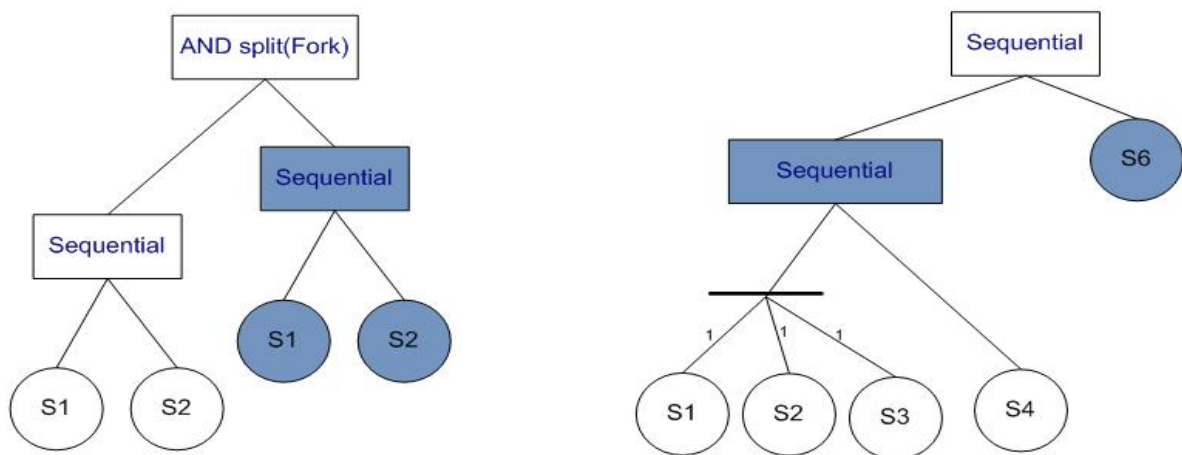 AND split(Fork)
Sequential
Sequential
S1
S2
S1
S2
Sequential
Sequential
S6
1
1
1
S1
S2
S3
S4